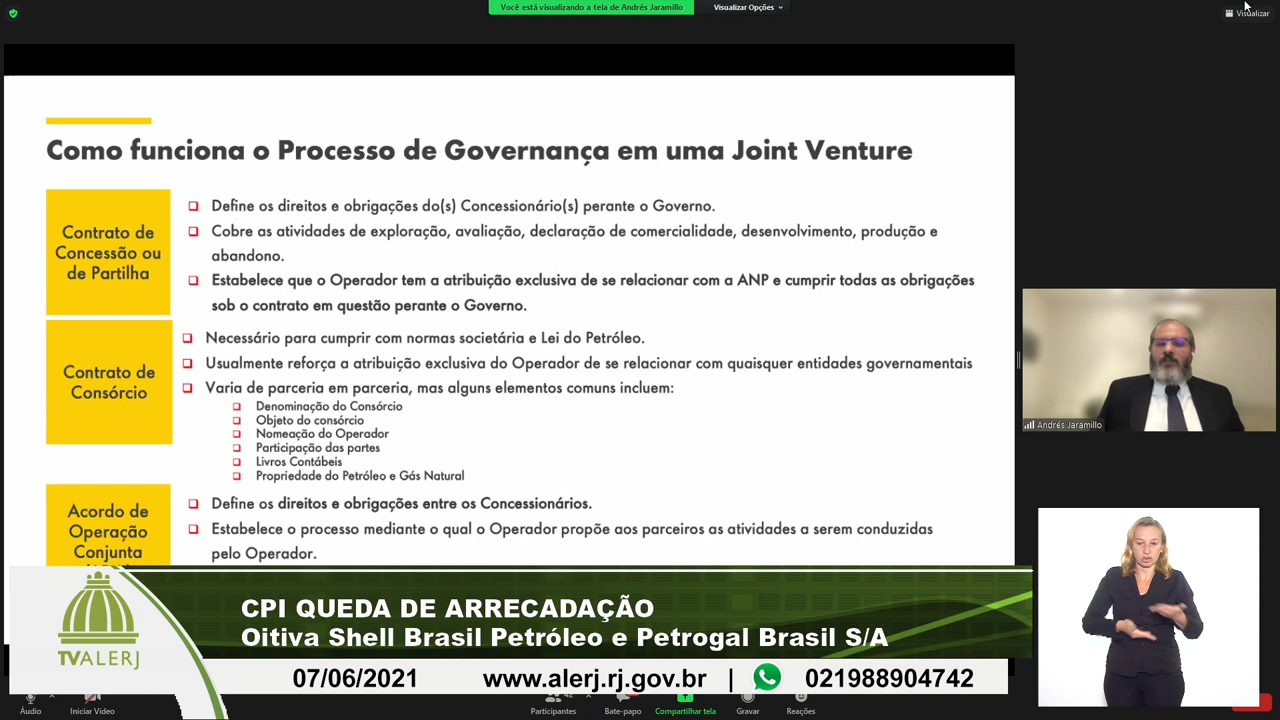 Você está visualizando a tela de Andrés Jaramillo
Visualizar Opções
Visualizar
Como funciona o Processo de Governança em uma Joint Venture
Contrato de
Concessão ou
de Partilha
Define os direitos e obrigações do(s) Concessionário(s) perante o Governo.
Cobre as atividades de exploração, avaliação, declaração de comercialidade, desenvolvimento, produção e
abandono.
Estabelece que o Operador tem a atribuição exclusiva de se relacionar com a ANP e cumprir todas as obrigações
sob o contrato em questão perante o Governo.
Contrato de
Consórcio
Necessário para cumprir com normas societária e Lei do Petróleo.
Usualmente reforça a atribuição exclusiva do Operador de se relacionar com quaisquer entidades governamentais
Varia de parceria em parceria, mas alguns elementos comuns incluem:
Denominação do Consórcio
Objeto do consórcio
Nomeação do Operador
Participação das partes
Livros Contábeis
Propriedade do Petróleo e Gás Natural
Acordo de
Operação
Conjunta
Define os direitos e obrigações entre os Concessionários.
Estabelece o processo mediante o qual o Operador propõe aos parceiros as atividades a serem conduzidas
pelo Operador.
Andrés Jaramillo
TVALERJ
CPI QUEDA DE ARRECADAÇÃO
Oitiva Shell Brasil Petróleo e Petrogal Brasil S/A
07/06/2021 www.alerj.rj.gov.br | 021988904742
Áudio
Iniciar Vídeo
Participantes
Bate-papo
Compartilhar tela
Gravar
Reações